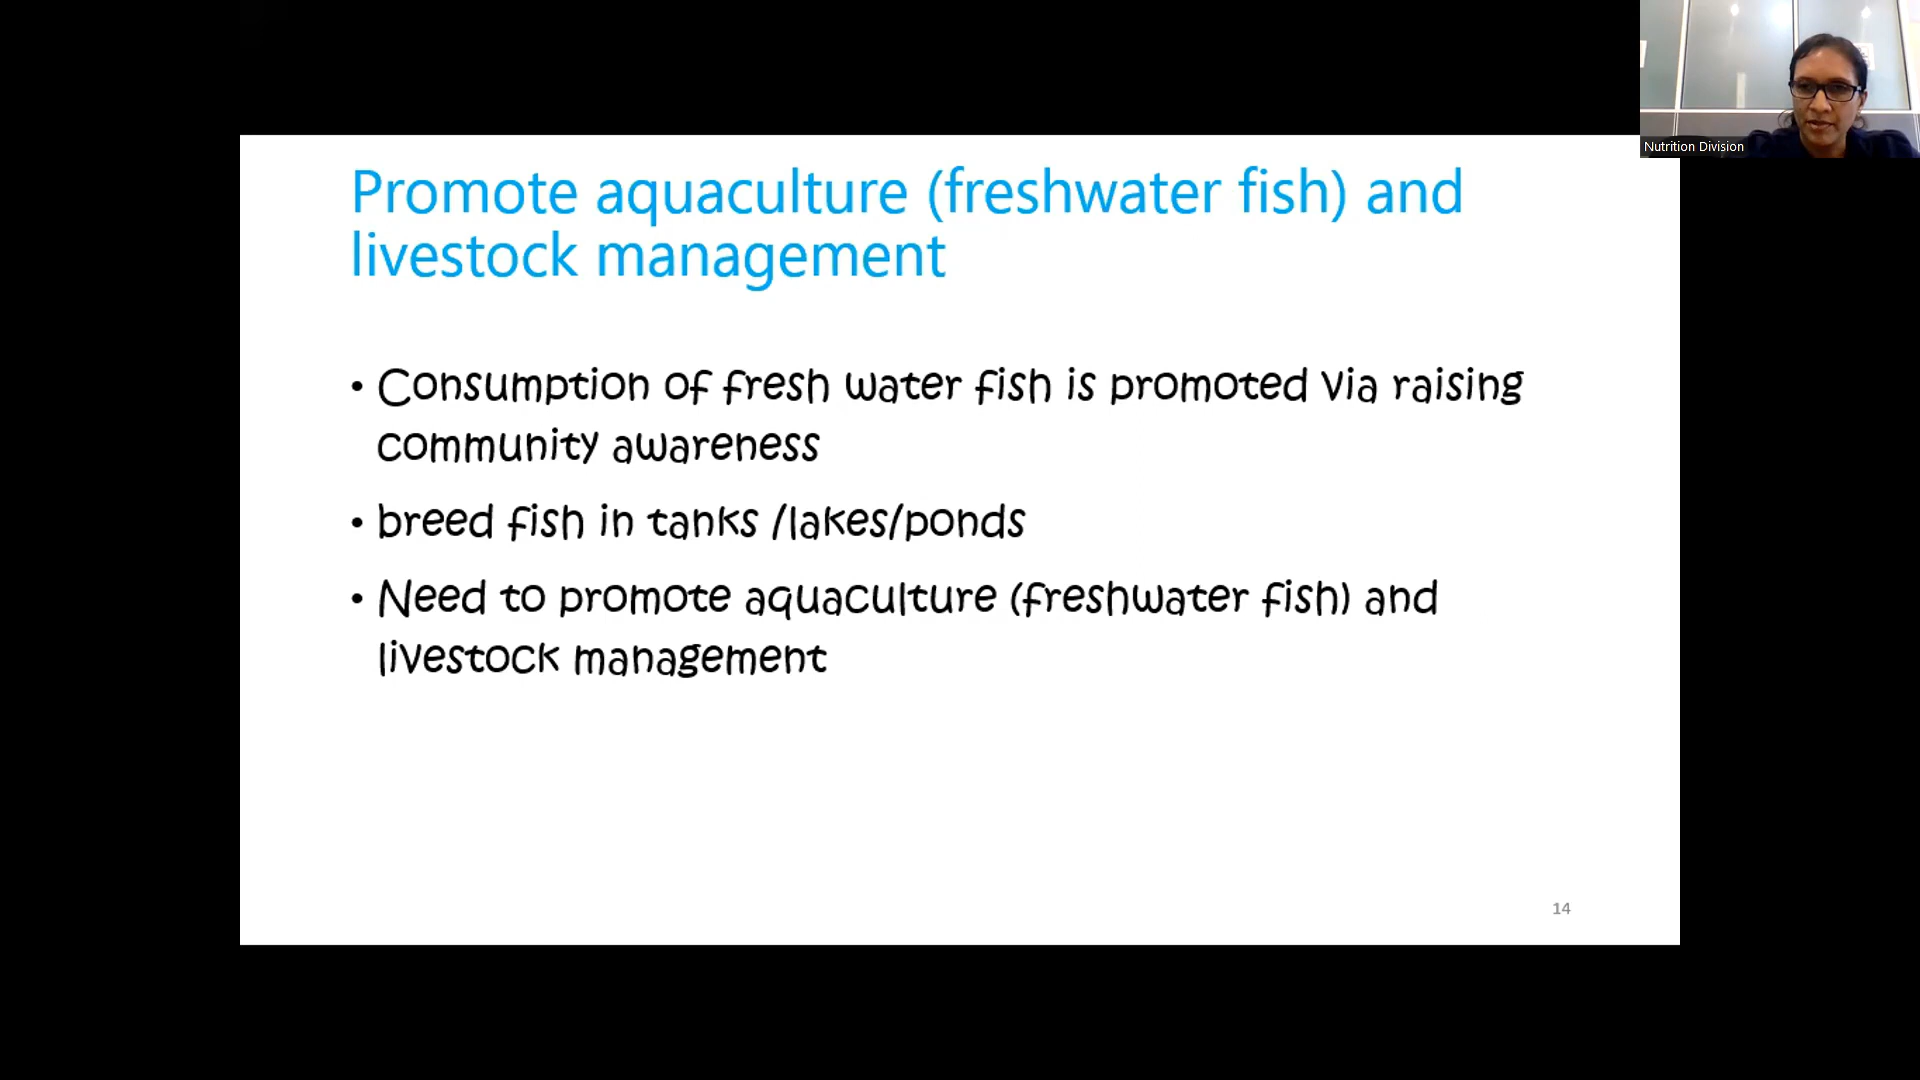 Nutrition Division
Promote aquaculture (freshwater fish) and
livestock management
• Consumption of fresh water fish is promoted via raising
community awareness
• breed fish in tanks /lakes/ponds
• Need to promote aquaculture (freshwater fish) and
livestock management
14